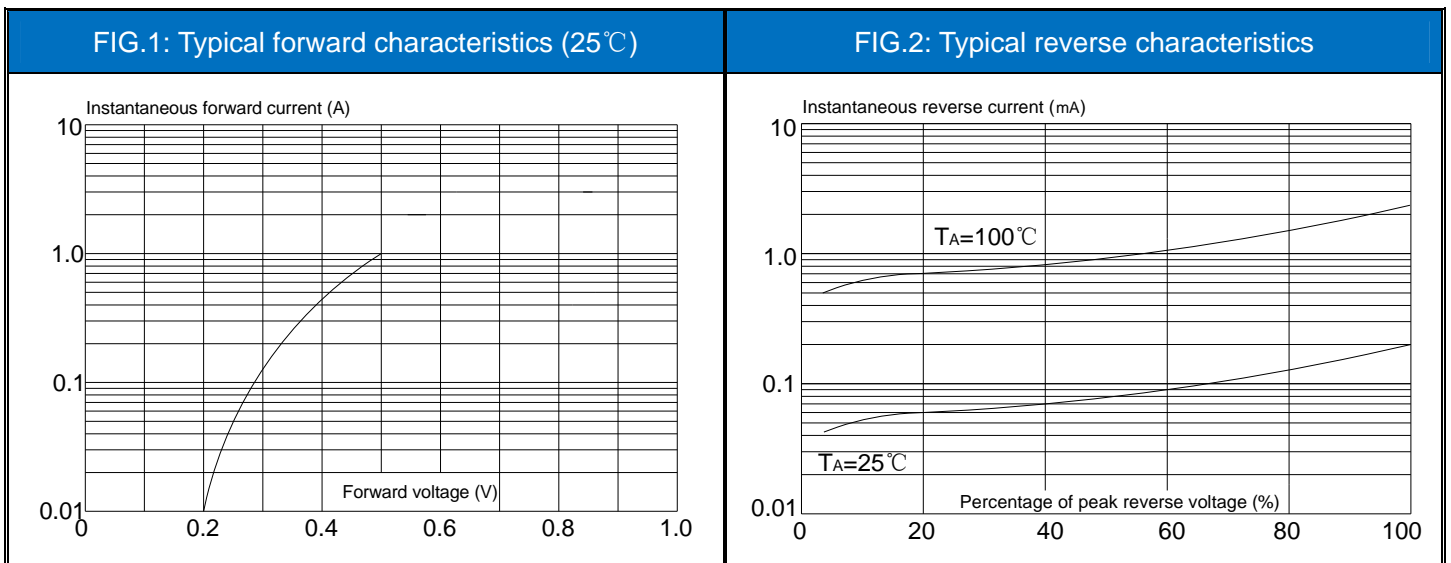 FIG.1: Typical forward characteristics (25℃)
Instantaneous forward current (A)
10
1.0
0.1
0.01
Forward voltage (V)
0 0.2 0.4 0.6 0.8 1.0
FIG.2: Typical reverse characteristics
Instantaneous reverse current (mA)
10
TA=100℃
1.0
0.1
TA=25℃
0.01
Percentage of peak reverse voltage (%)
0 20 40 60 80 100